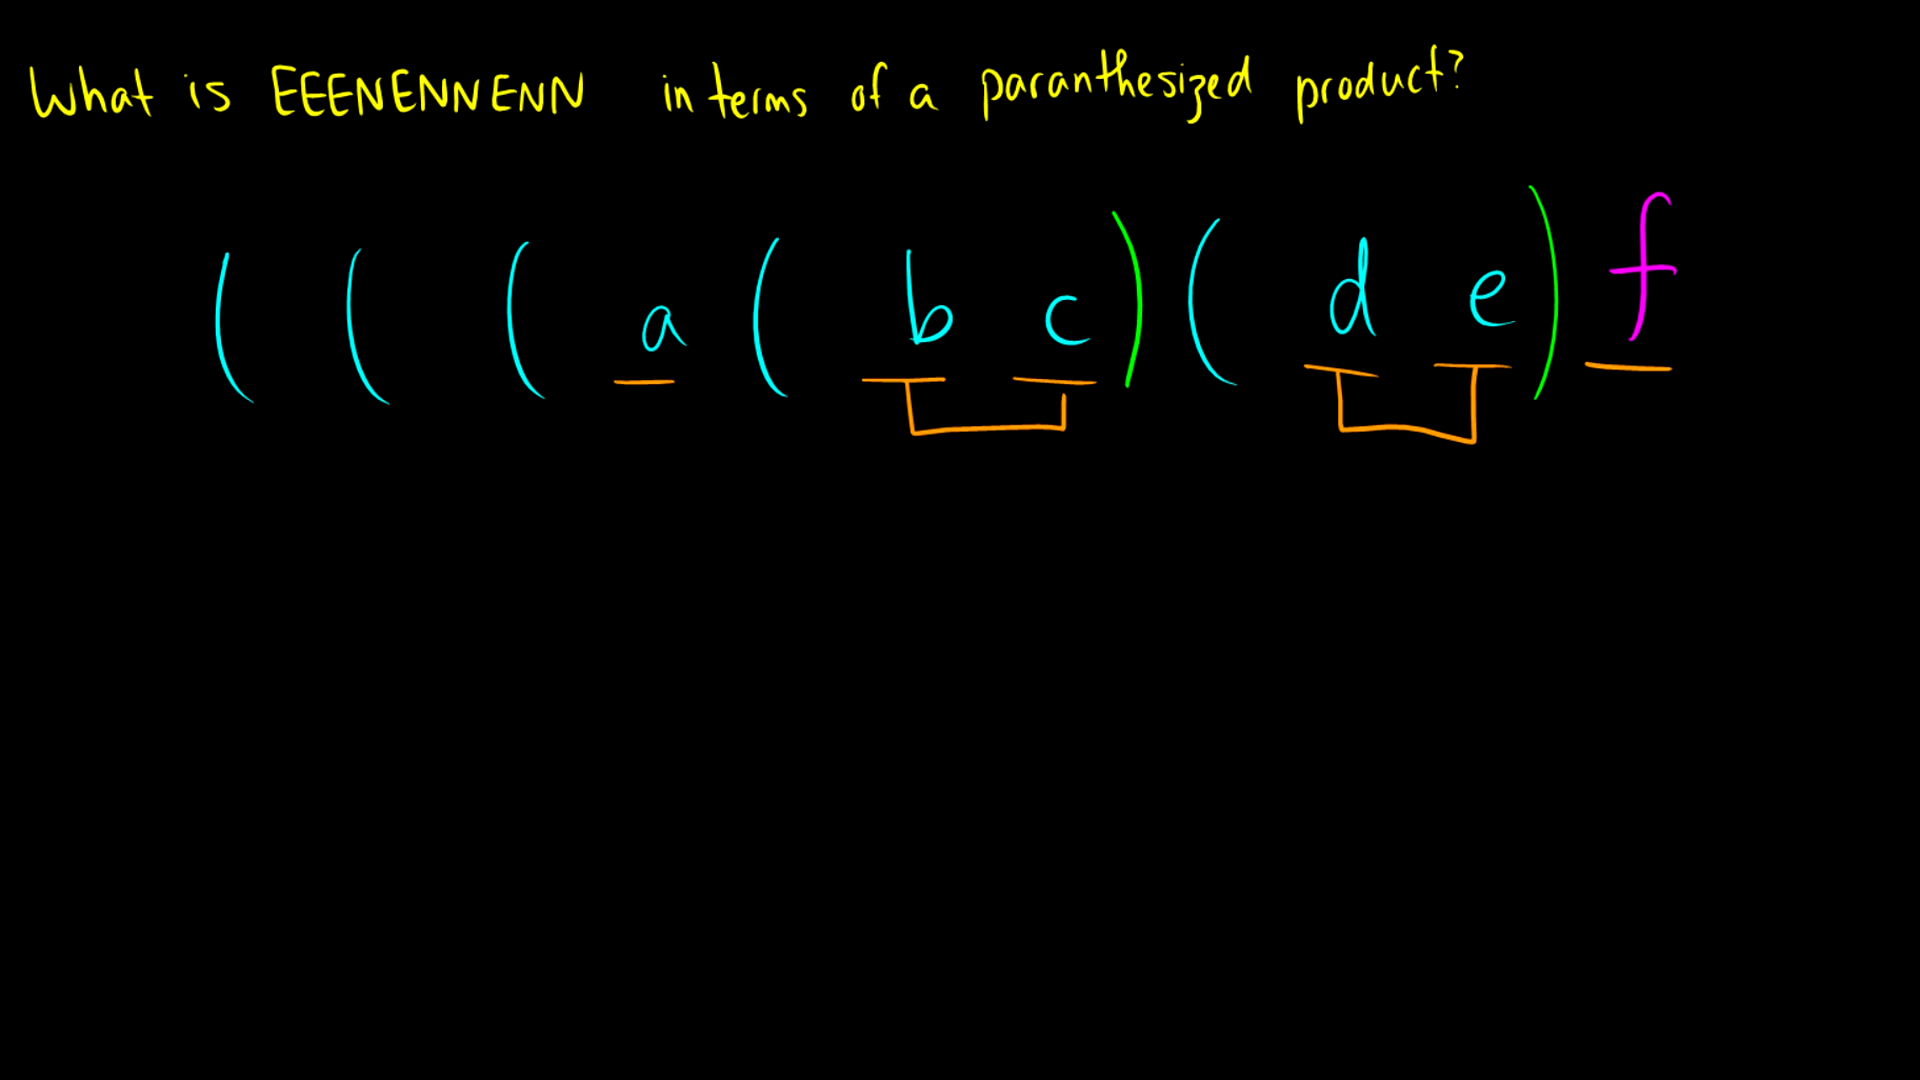 What is EEENENNENN in terms of a paranthesized product?
( ( ( a ( b c ) ( d e ) f